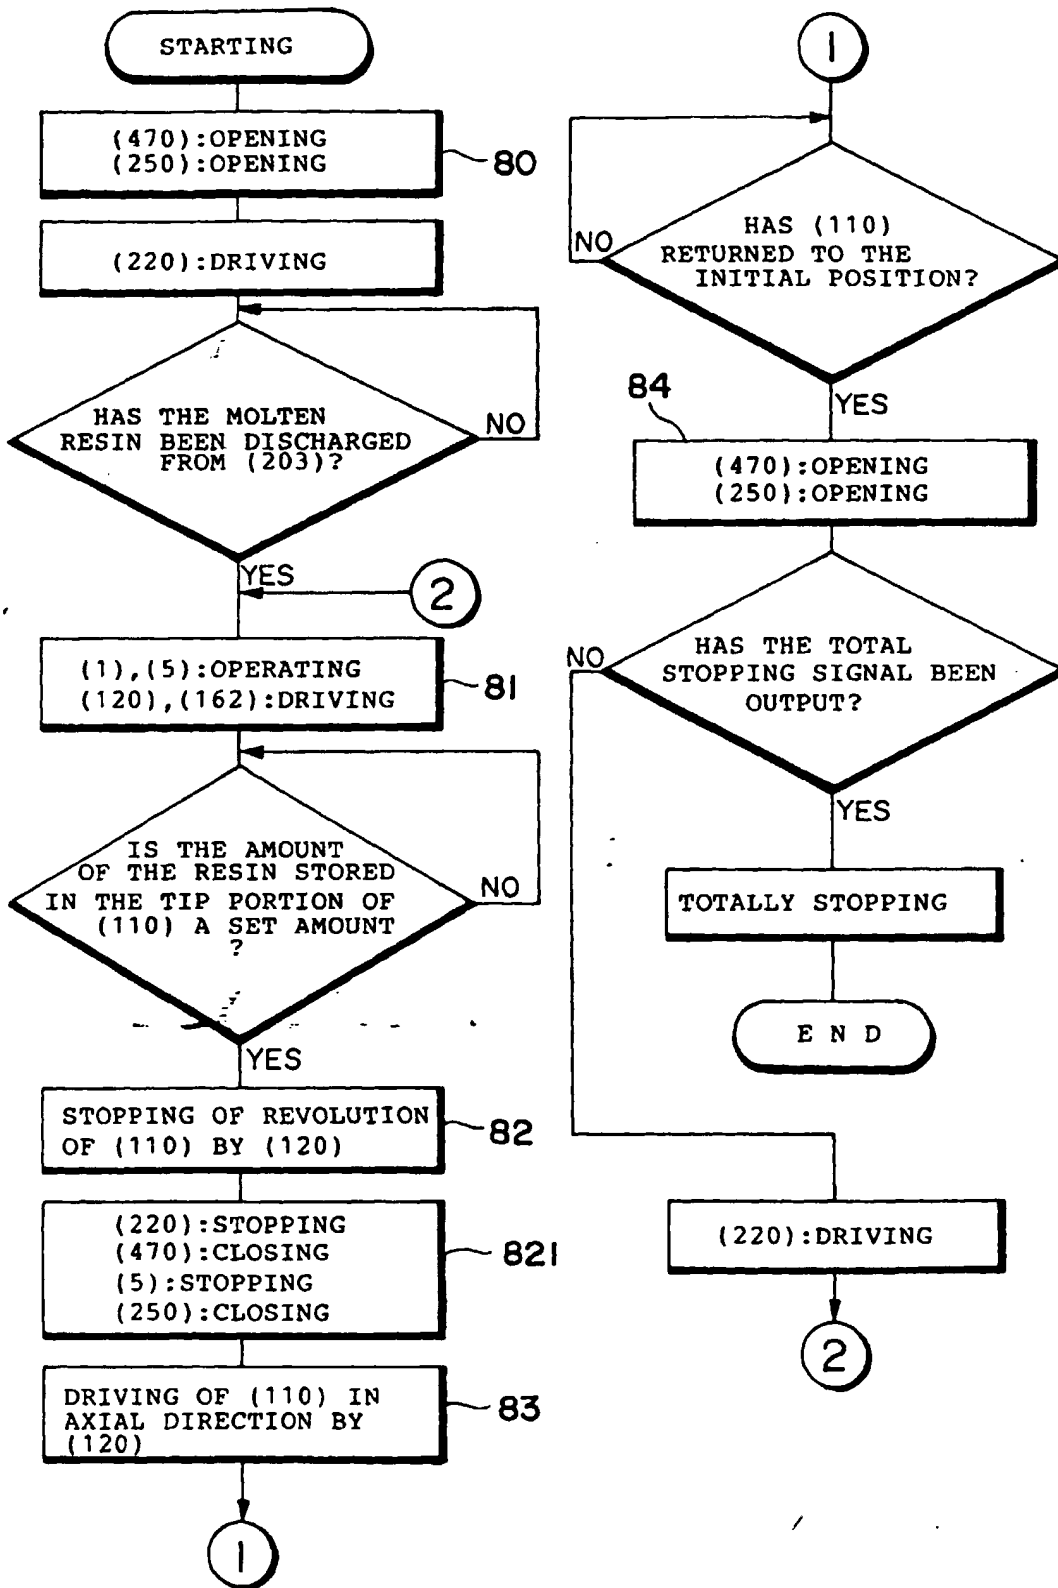 STARTING
(470):OPENING
(250):OPENING
80
(220):DRIVING
HAS THE MOLTEN
RESIN BEEN DISCHARGED
FROM (203)?
NO
YES
2
(1),(5):OPERATING
(120),(162):DRIVING
81
IS THE AMOUNT
OF THE RESIN STORED
IN THE TIP PORTION OF
(110) A SET AMOUNT
?
NO
YES
STOPPING OF REVOLUTION
OF (110) BY (120)
82
(220):STOPPING
(470):CLOSING
(5):STOPPING
(250):CLOSING
821
DRIVING OF (110) IN
AXIAL DIRECTION BY
(120)
83
1
1
HAS (110)
RETURNED TO THE
INITIAL POSITION?
NO
YES
84
(470):OPENING
(250):OPENING
HAS THE TOTAL
STOPPING SIGNAL BEEN
OUTPUT?
NO
YES
TOTALLY STOPPING
END
(220):DRIVING
2